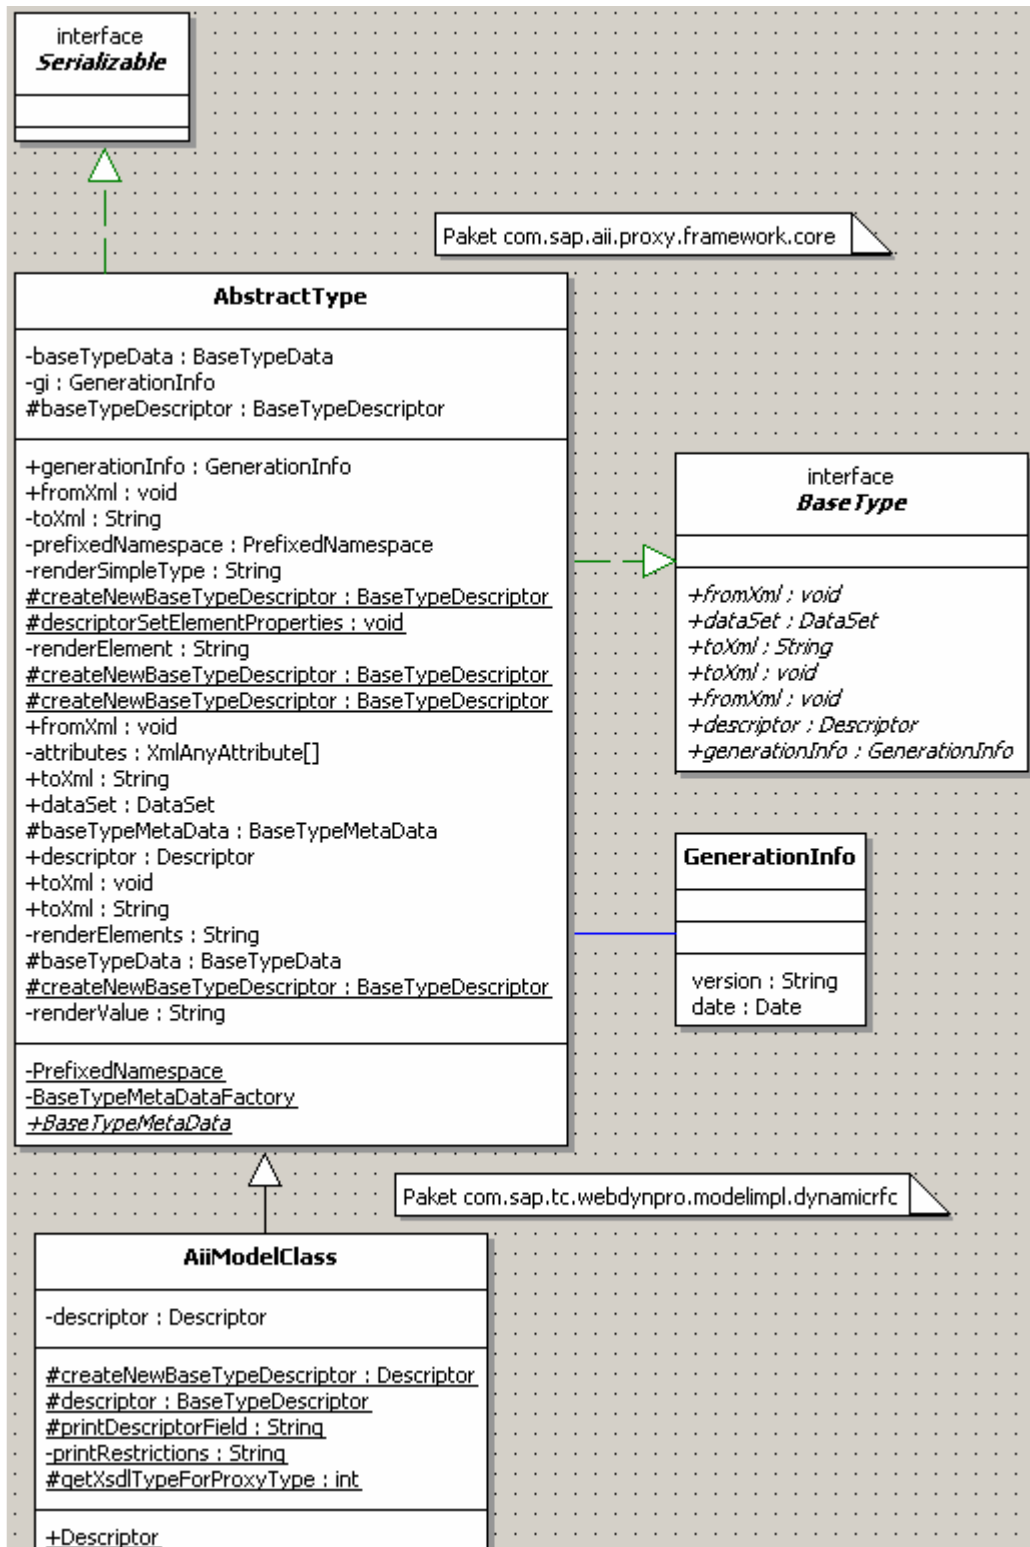 interface
Serializable
Paket com.sap.aii.proxy.framework.core
AbstractType
-baseTypeData : BaseTypeData
-gi : GenerationInfo
#baseTypeDescriptor : BaseTypeDescriptor
+generationInfo : GenerationInfo
+fromXml : void
-toXml : String
-prefixedNamespace : PrefixedNamespace
-renderSimpleType : String
#createNewBaseTypeDescriptor : BaseTypeDescriptor
#descriptorSetElementProperties : void
-renderElement : String
#createNewBaseTypeDescriptor : BaseTypeDescriptor
#createNewBaseTypeDescriptor : BaseTypeDescriptor
+fromXml : void
-attributes : XmlAnyAttribute[]
+toXml : String
+dataSet : DataSet
#baseTypeMetaData : BaseTypeMetaData
+descriptor : Descriptor
+toXml : void
+toXml : String
-renderElements : String
#baseTypeData : BaseTypeData
#createNewBaseTypeDescriptor : BaseTypeDescriptor
-renderValue : String
-PrefixedNamespace
-BaseTypeMetaDataFactory
+BaseTypeMetaData
interface
BaseType
+fromXml : void
+dataSet : DataSet
+toXml : String
+toXml : void
+fromXml : void
+descriptor : Descriptor
+generationInfo : GenerationInfo
GenerationInfo
version : String
date : Date
Paket com.sap.tc.webdynpro.modelimpl.dynamicrfc
AiiModelClass
-descriptor : Descriptor
#createNewBaseTypeDescriptor : Descriptor
#descriptor : BaseTypeDescriptor
#printDescriptorField : String
-printRestrictions : String
#getXsdlTypeForProxyType : int
+Descriptor